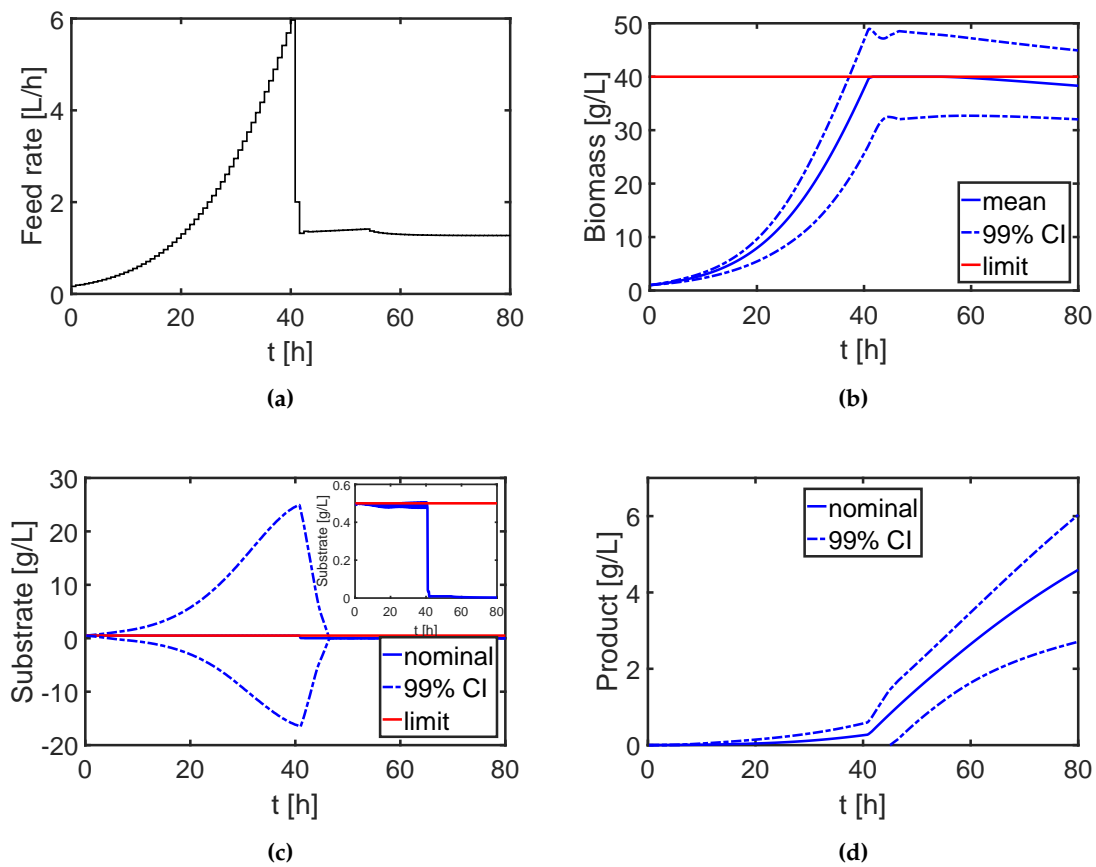 6
4
2
0
0
20
40
60
80
Feed rate [L/h]
t [h]
(a)
50
40
30
20
10
0
0
20
40
60
80
Biomass [g/L]
t [h]
mean
99% CI
limit
(b)
30
20
10
0
-10
-20
0
20
40
60
80
Substrate [g/L]
t [h]
0.6
0.4
0.2
0
0
20
40
60
80
Substrate [g/L]
t [h]
nominal
99% CI
limit
(c)
6
4
2
0
0
20
40
60
80
Product [g/L]
t [h]
nominal
99% CI
(d)